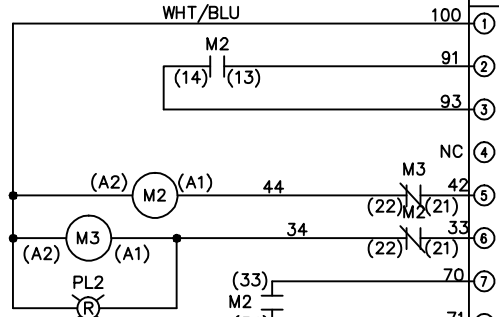 WHT/BLU 100 1
M2 91 2
(14) (13)
93 3
NC 4
M3
(A2) M2 (A1) 44 42 5
(22) (21)
M2
M3 34 33 6
(A2) (A1) (22) (21)
PL2 (33) 70 7
R M2
71